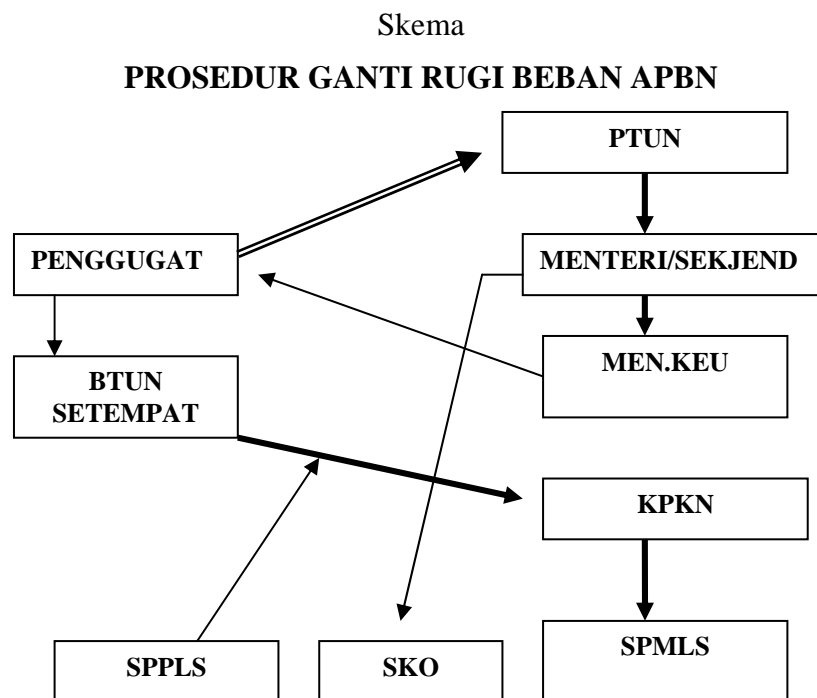 Skema
PROSEDUR GANTI RUGI BEBAN APBN
PTUN
PENGGUGAT
MENTERI/SEKJEND
MEN.KEU
BTUN
SETEMPAT
KPKN
SPPLS
SKO
SPMLS